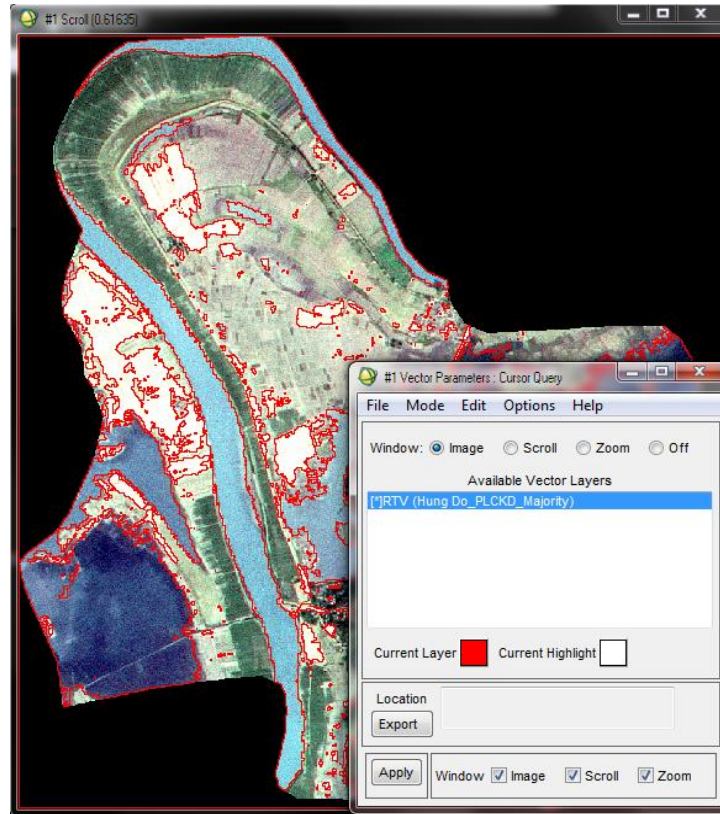 #1 Scroll (0.61635)
#1 Vector Parameters : Cursor Query
File Mode Edit Options Help
Window: Image Scroll Zoom Off
Available Vector Layers
[*]RTV (Hung Do_PLCKD_Majority)
Current Layer Current Highlight
Location
Export
Apply Window Image Scroll Zoom